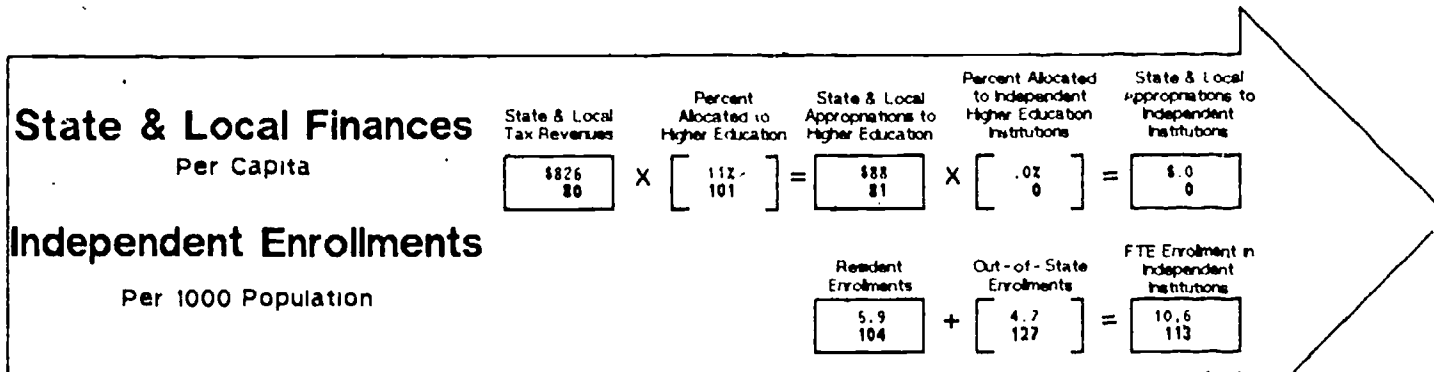 State & Local Finances
Per Capita
State & Local
Tax Revenues
$826
80
X
Percent
Allocated to
Higher Education
11%
101
=
State & Local
Appropriations to
Higher Education
$88
81
X
Percent Allocated
to Independent
Higher Education
Institutions
.0%
0
=
State & Local
Appropriations to
Independent
Institutions
$.0
0
Independent Enrollments
Per 1000 Population
Resident
Enrolments
5.9
104
+
Out-of-State
Enrolments
4.7
127
=
FTE Enrolment in
Independent
Institutions
10.6
113